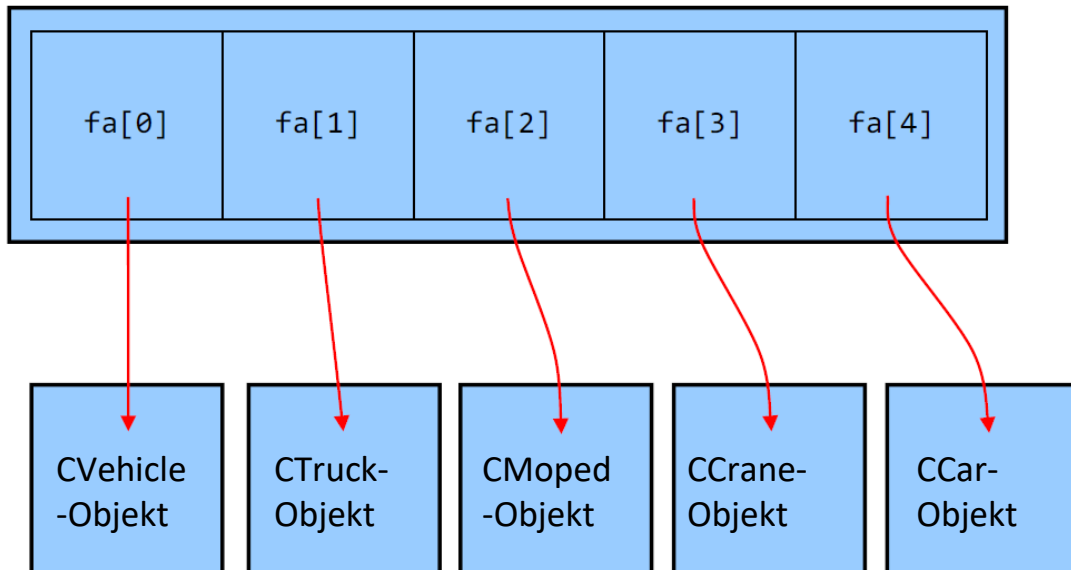 fa[0] fa[1] fa[2] fa[3] fa[4]
CVehicle
-Objekt
CTruck-
Objekt
CMoped
-Objekt
CCrane-
Objekt
CCar-
Objekt